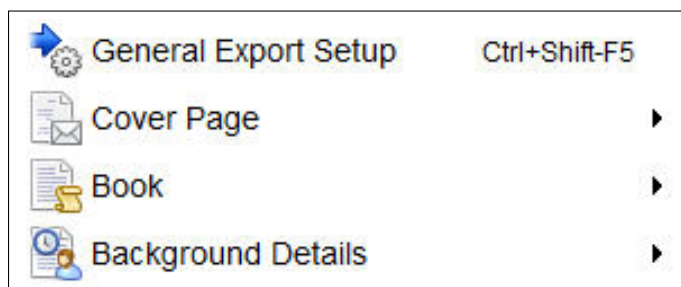 General Export Setup Ctrl+Shift-F5
Cover Page
Book
Background Details